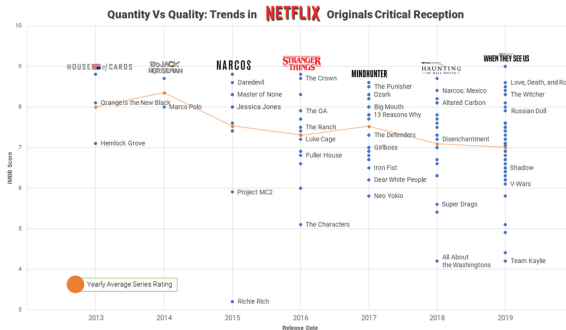 Quantity Vs Quality: Trends in NETFLIX Originals Critical Reception
10
9
8
7
6
5
4
3
IMDB Score
HOUSE of CARDS
BOJACK HORSEMAN
NARCOS
STRANGER THINGS
MINDHUNTER
THE HAUNTING OF HILL HOUSE
WHEN THEY SEE US
Orange is the New Black
Hemlock Grove
Marco Polo
Daredevil
Master of None
Jessica Jones
Project MC2
Richie Rich
The Crown
The OA
The Ranch
Luke Cage
Fuller House
The Characters
The Punisher
Ozark
Big Mouth
13 Reasons Why
The Defenders
Girlboss
Iron Fist
Dear White People
Neo Yokio
Narcos: Mexico
Altered Carbon
Disenchantment
Super Drags
All About
the Washingtons
Love, Death, and Ro
The Witcher
Russian Doll
Shadow
V-Wars
Team Kaylie
Yearly Average Series Rating
2013
2014
2015
2016
2017
2018
2019
Release Date